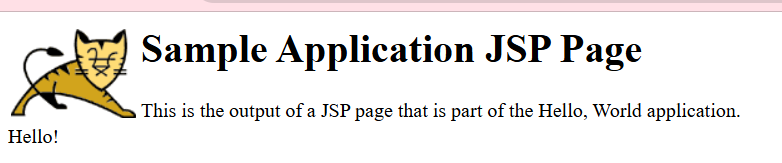 Sample Application JSP Page
This is the output of a JSP page that is part of the Hello, World application.
Hello!